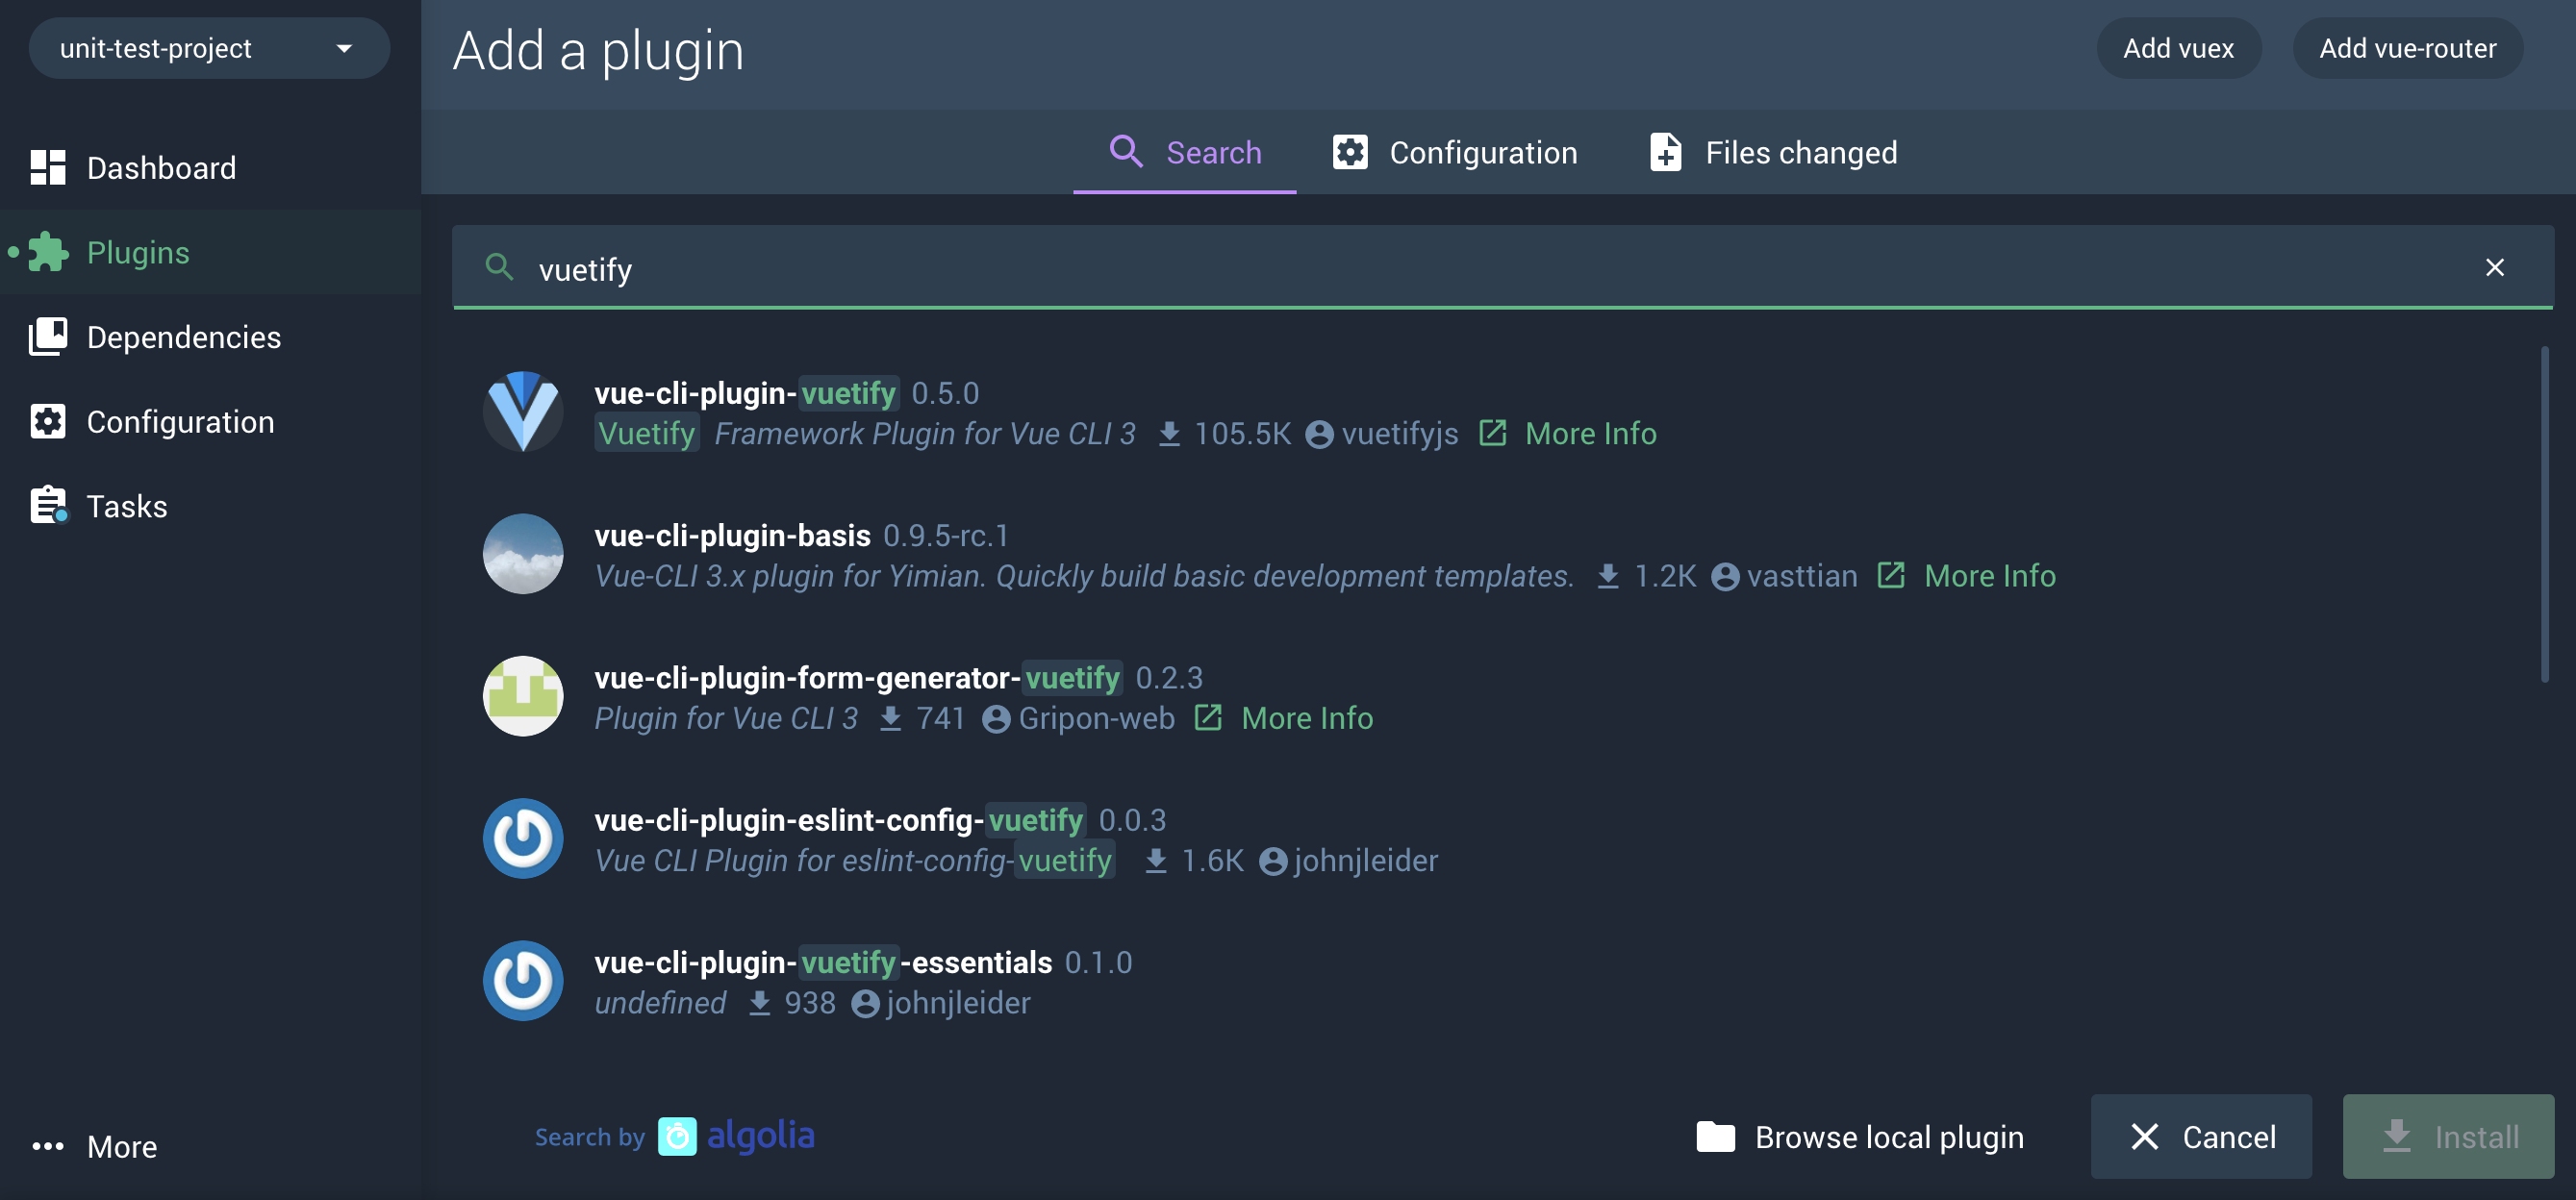 unit-test-project
Dashboard
Plugins
Dependencies
Configuration
Tasks
More
Add a plugin
Add vuex
Add vue-router
Search
Configuration
Files changed
vuetify
vue-cli-plugin-vuetify 0.5.0
Vuetify Framework Plugin for Vue CLI 3 105.5K vuetifyjs More Info
vue-cli-plugin-basis 0.9.5-rc.1
Vue-CLI 3.x plugin for Yimian. Quickly build basic development templates. 1.2K vasttian More Info
vue-cli-plugin-form-generator-vuetify 0.2.3
Plugin for Vue CLI 3 741 Gripon-web More Info
vue-cli-plugin-eslint-config-vuetify 0.0.3
Vue CLI Plugin for eslint-config-vuetify 1.6K johnjleider
vue-cli-plugin-vuetify-essentials 0.1.0
undefined 938 johnjleider
Search by algolia
Browse local plugin
Cancel
Install